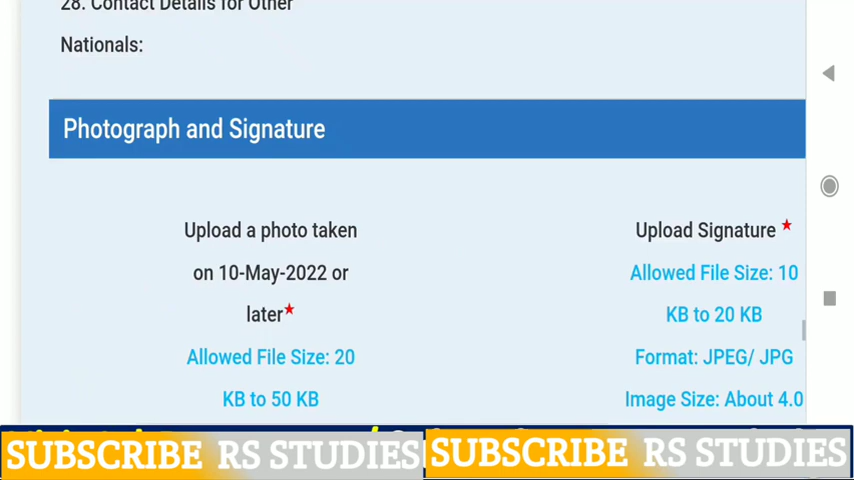 28. Contact Details for Other
Nationals:
Photograph and Signature
Upload a photo taken
on 10-May-2022 or
later★
Allowed File Size: 20
KB to 50 KB
Upload Signature ★
Allowed File Size: 10
KB to 20 KB
Format: JPEG/ JPG
Image Size: About 4.0
SUBSCRIBE RS STUDIES SUBSCRIBE RS STUDIES